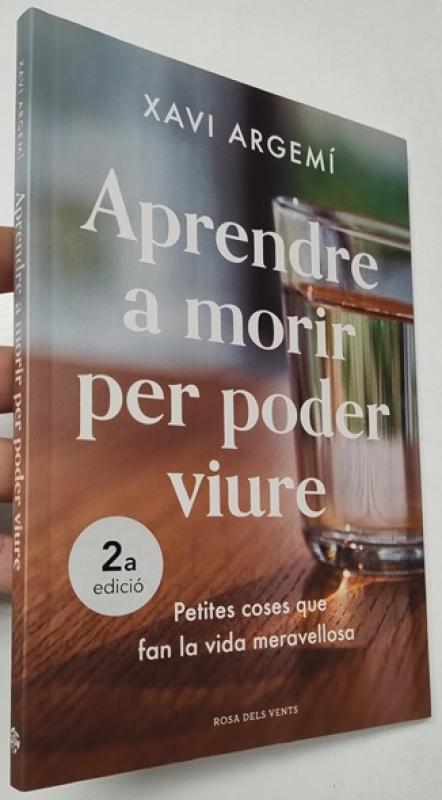 XAVI ARGEMÍ
Aprendre
a morir
per poder
viure
2a
edició
Petites coses que
fan la vida meravellosa
ROSA DELS VENTS
XAVI ARGEMÍ Aprendre a morir per poder viure